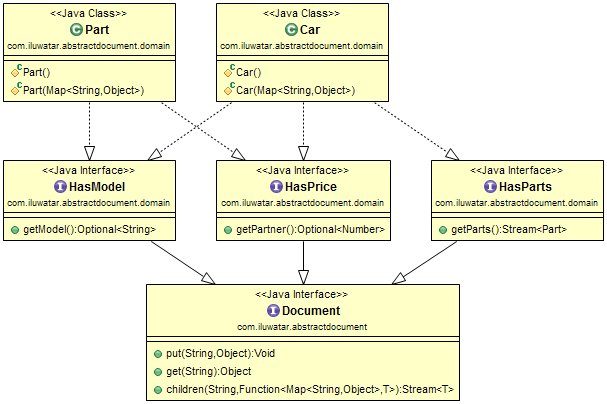 <<Java Class>>
Part
com.iluwatar.abstractdocument.domain
Part()
Part(Map<String,Object>)
<<Java Class>>
Car
com.iluwatar.abstractdocument.domain
Car()
Car(Map<String,Object>)
<<Java Interface>>
HasModel
com.iluwatar.abstractdocument.domain
getModel():Optional<String>
<<Java Interface>>
HasPrice
com.iluwatar.abstractdocument.domain
getPartner():Optional<Number>
<<Java Interface>>
HasParts
com.iluwatar.abstractdocument.domain
getParts():Stream<Part>
<<Java Interface>>
Document
com.iluwatar.abstractdocument
put(String,Object):Void
get(String):Object
children(String,Function<Map<String,Object>,T>):Stream<T>